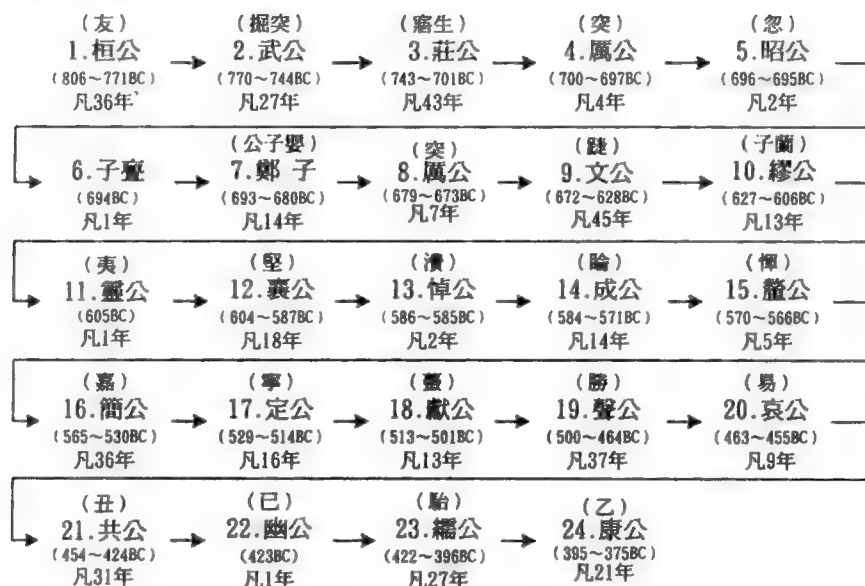 (友)
1.桓公
(806~771BC)
凡36年
(掘突)
2.武公
(770~744BC)
凡27年
(寤生)
3.莊公
(743~701BC)
凡43年
(突)
4.厲公
(700~697BC)
凡4年
(忽)
5.昭公
(696~695BC)
凡2年
6.子亹
(694BC)
凡1年
(公子嬰)
7.鄭 子
(693~680BC)
凡14年
(突)
8.厲公
(679~673BC)
凡7年
(踕)
9.文公
(672~628BC)
凡45年
(子蘭)
10.繆公
(627~606BC)
凡13年
(夷)
11.靈公
(605BC)
凡1年
(堅)
12.襄公
(604~587BC)
凡18年
(濆)
13.悼公
(586~585BC)
凡2年
(睔)
14.成公
(584~571BC)
凡14年
(惲)
15.釐公
(570~566BC)
凡5年
(嘉)
16.簡公
(565~530BC)
凡36年
(寧)
17.定公
(529~514BC)
凡16年
(蠆)
18.獻公
(513~501BC)
凡13年
(勝)
19.聲公
(500~464BC)
凡37年
(易)
20.哀公
(463~455BC)
凡9年
(丑)
21.共公
(454~424BC)
凡31年
(已)
22.幽公
(423BC)
凡1年
(駘)
23.繻公
(422~396BC)
凡27年
(乙)
24.康公
(395~375BC)
凡21年